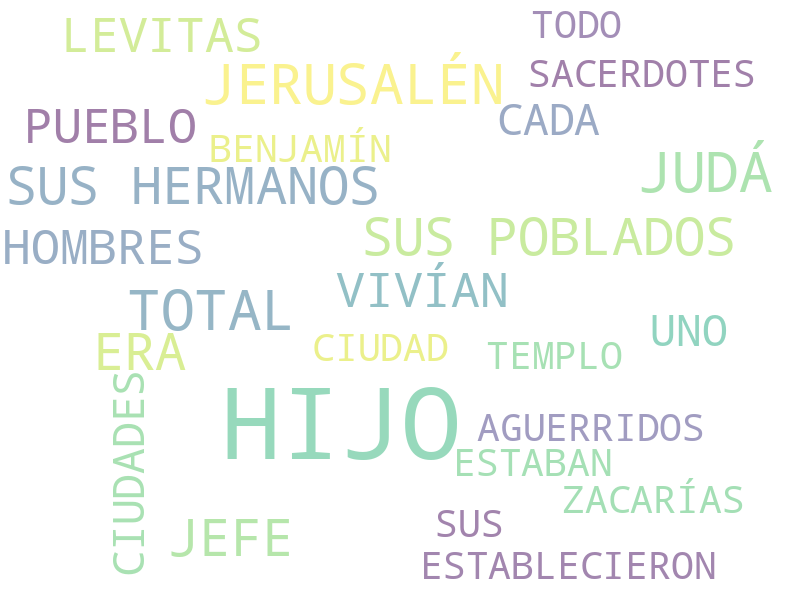 LEVITAS
TODO
JERUSALÉN
SACERDOTES
PUEBLO
CADA
BENJAMÍN
JUDÁ
SUS HERMANOS
HOMBRES
SUS POBLADOS
VIVÍAN
TOTAL
UNO
ERA
CIUDAD
TEMPLO
CIUDADES
HIJO
AGUERRIDOS
ESTABAN
ZACARÍAS
JEFE
SUS
ESTABLECIERON